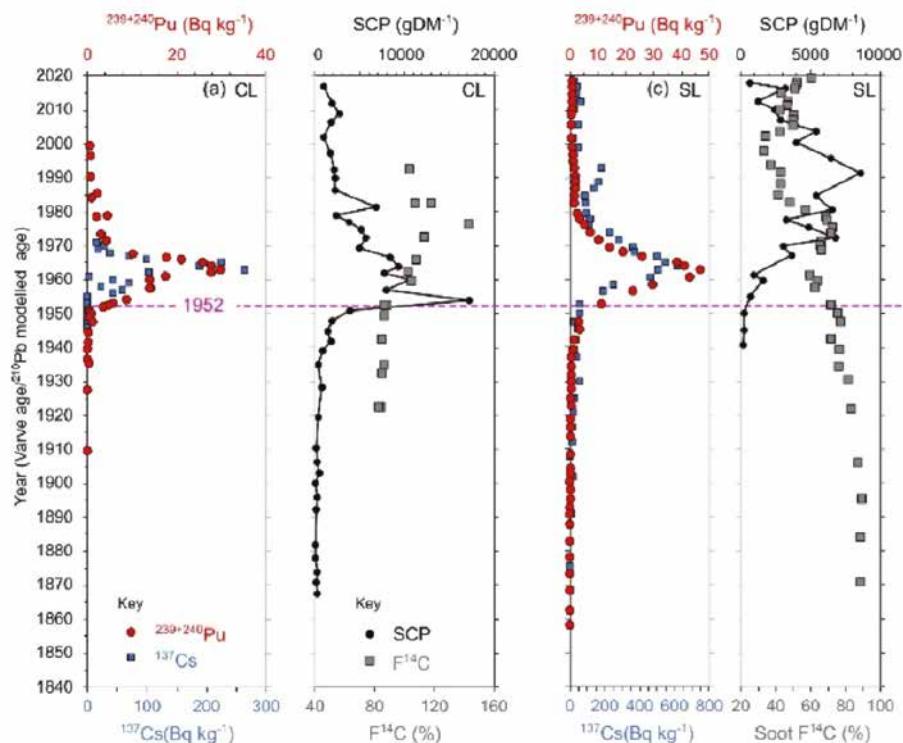 239+240Pu (Bq kg-1)
SCP (gDM-1)
239+240Pu (Bq kg-1)
SCP (gDM-1)
0 10 20 30 40
0 10000 20000
0 10 20 30 40 50
0 5000 10000
2020
2010
2000
1990
1980
1970
1960
1950
1940
1930
1920
1910
1900
1890
1880
1870
1860
1850
1840
Year (Varve age/210Pb modelled age)
(a) CL
CL
(c) SL
SL
1952
Key
239+240Pu
137Cs
Key
SCP
F14C
0 100 200 300
40 80 120 160
0 200 400 600 800
20 40 60 80 100
137Cs(Bq kg-1)
F14C (%)
137Cs(Bq kg-1)
Soot F14C (%)